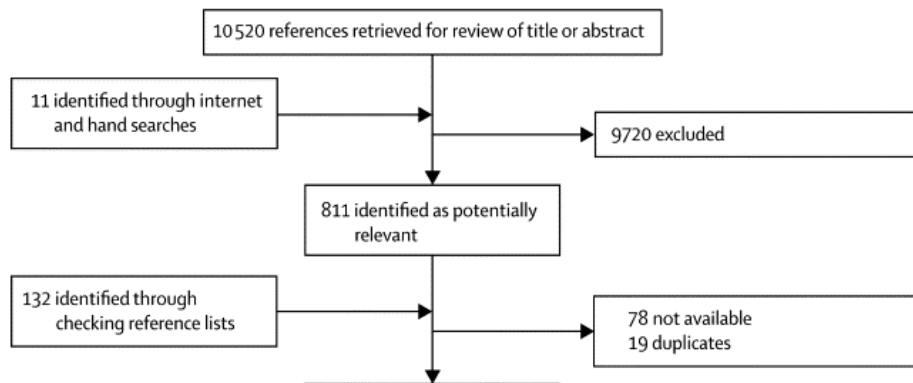 10 520 references retrieved for review of title or abstract
11 identified through internet
and hand searches
9720 excluded
811 identified as potentially
relevant
132 identified through
checking reference lists
78 not available
19 duplicates